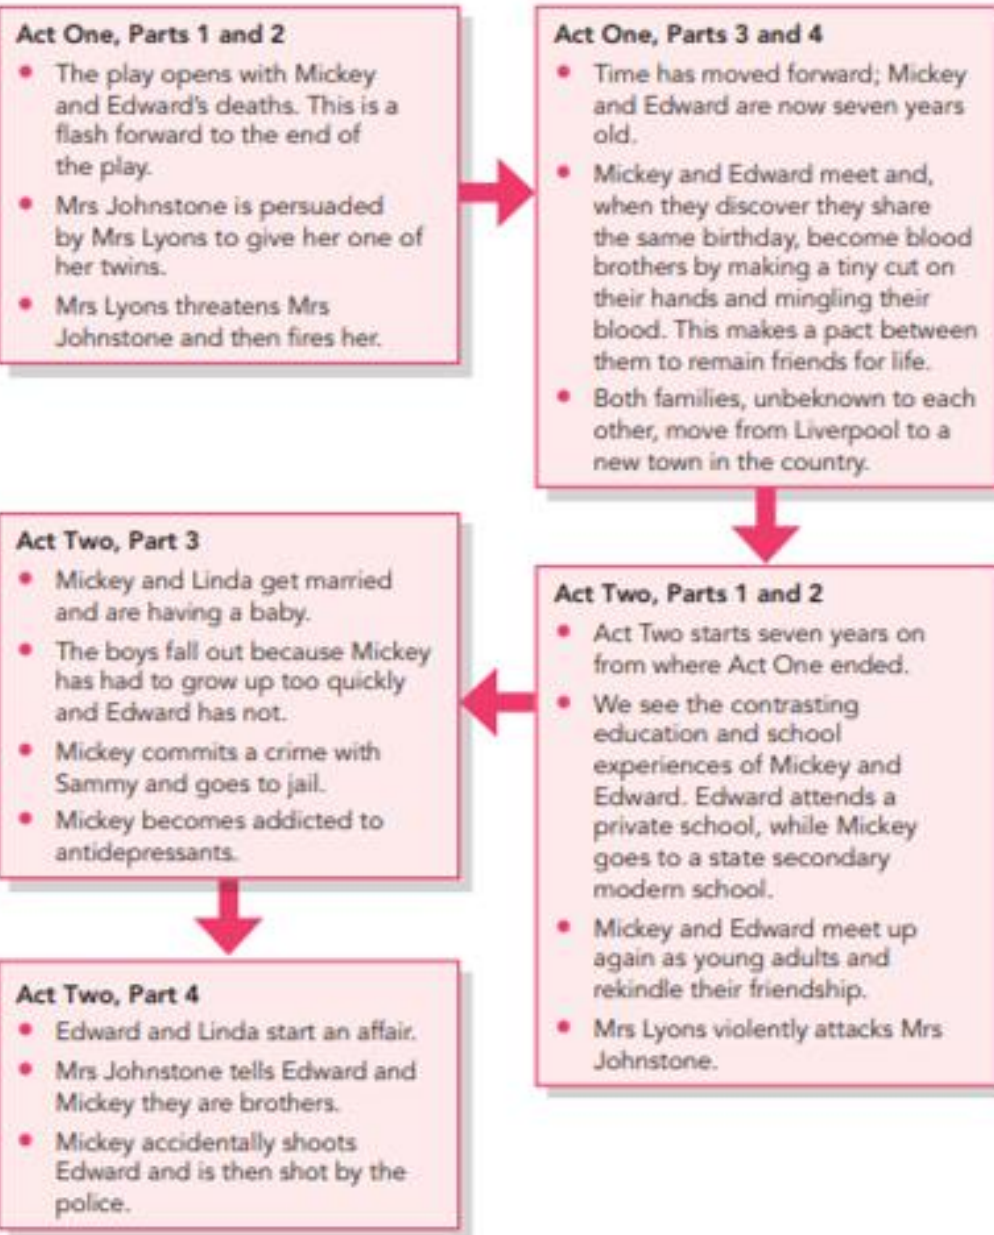 Act One, Parts 1 and 2
• The play opens with Mickey
and Edward's deaths. This is a
flash forward to the end of
the play.
• Mrs Johnstone is persuaded
by Mrs Lyons to give her one of
her twins.
• Mrs Lyons threatens Mrs
Johnstone and then fires her.
Act One, Parts 3 and 4
• Time has moved forward; Mickey
and Edward are now seven years
old.
• Mickey and Edward meet and,
when they discover they share
the same birthday, become blood
brothers by making a tiny cut on
their hands and mingling their
blood. This makes a pact between
them to remain friends for life.
• Both families, unbeknown to each
other, move from Liverpool to a
new town in the country.
Act Two, Parts 1 and 2
• Act Two starts seven years on
from where Act One ended.
• We see the contrasting
education and school
experiences of Mickey and
Edward. Edward attends a
private school, while Mickey
goes to a state secondary
modern school.
• Mickey and Edward meet up
again as young adults and
rekindle their friendship.
• Mrs Lyons violently attacks Mrs
Johnstone.
Act Two, Part 3
• Mickey and Linda get married
and are having a baby.
• The boys fall out because Mickey
has had to grow up too quickly
and Edward has not.
• Mickey commits a crime with
Sammy and goes to jail.
• Mickey becomes addicted to
antidepressants.
Act Two, Part 4
• Edward and Linda start an affair.
• Mrs Johnstone tells Edward and
Mickey they are brothers.
• Mickey accidentally shoots
Edward and is then shot by the
police.